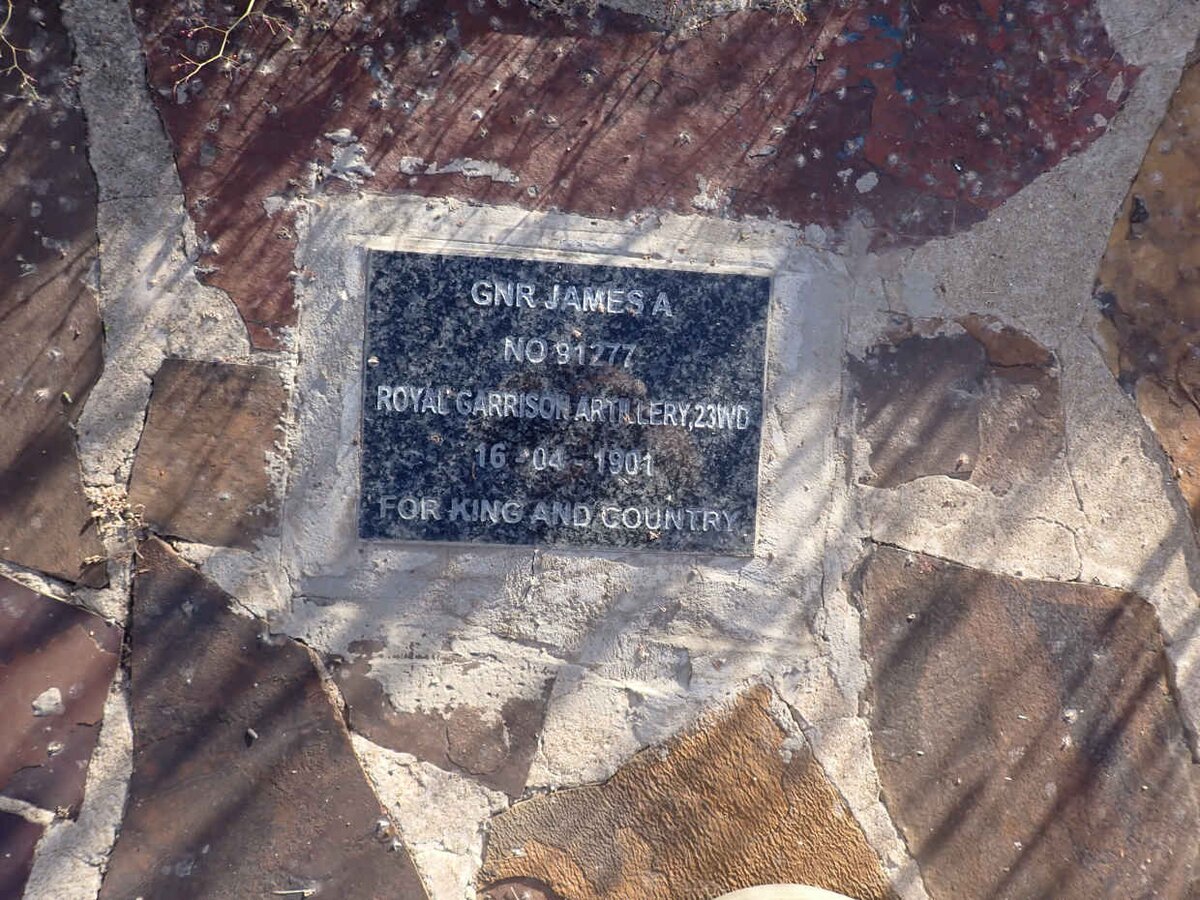 GNR JAMES A
NO 91277
ROYAL GARRISON ARTILLERY,23WD
16 - 04 - 1901
FOR KING AND COUNTRY